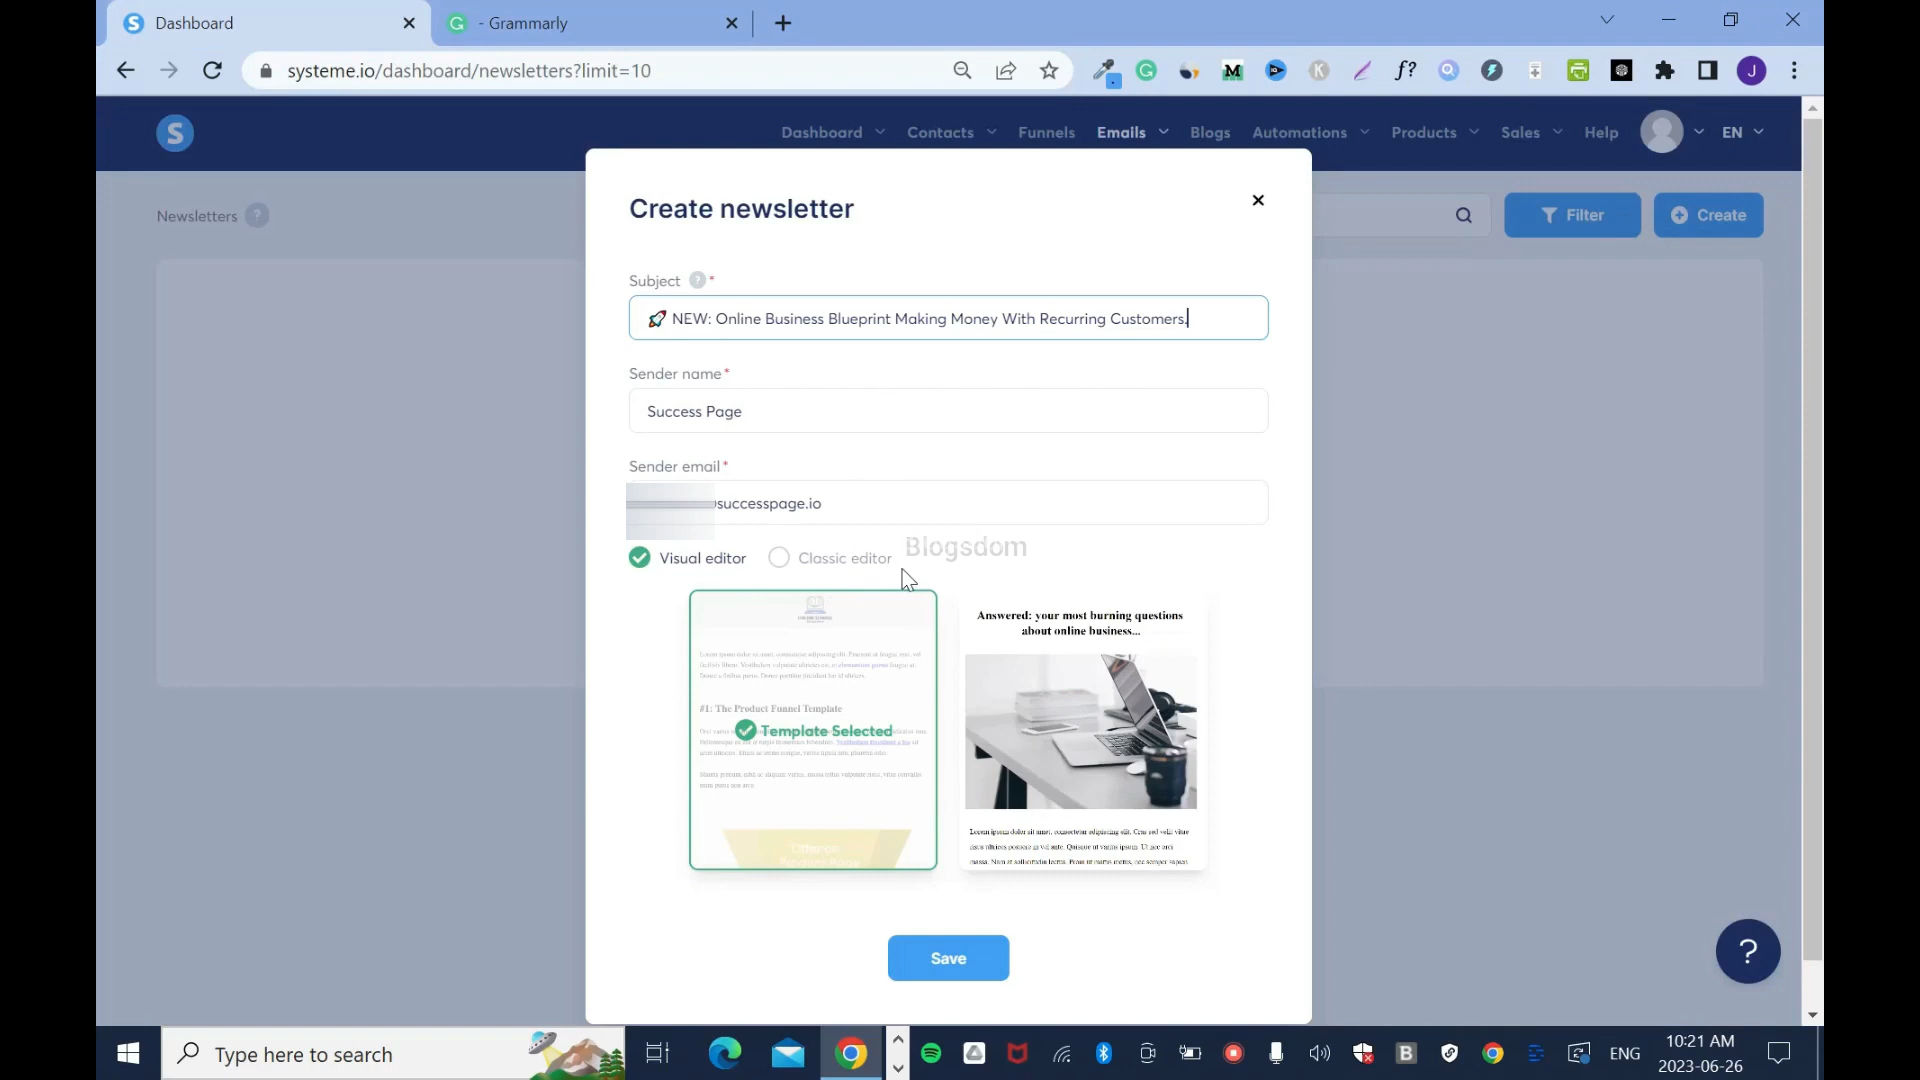 Dashboard
- Grammarly
systeme.io/dashboard/newsletters?limit=10
Dashboard
Contacts
Funnels
Emails
Blogs
Automations
Products
Sales
Help
EN
Newsletters ?
Filter
Create
Create newsletter
Subject ? *
🚀 NEW: Online Business Blueprint Making Money With Recurring Customers.
Sender name *
Success Page
Sender email *
successpage.io
Visual editor
Classic editor
Blogsdom
#1: The Product Funnel Template
Template Selected
Answered: your most burning questions
about online business...
Save
?
Type here to search
ENG
10:21 AM
2023-06-26